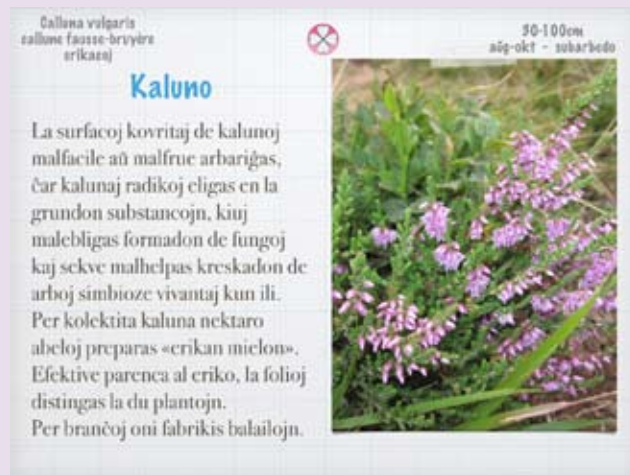 Calluna vulgaris
callune fausse-bruyère
erikacoj
30-100cm
aŭg-okt - subarbedo
Kaluno
La surfacoj kovritaj de kalunoj
malfacile aŭ malfrue arbariĝas,
ĉar kalunaj radikoj eligas en la
grundon substancojn, kiuj
malebligas formadon de fungoj
kaj sekve malhelpas kreskadon de
arboj simbioze vivantaj kun ili.
Per kolektita kaluna nektaro
abeloj preparas «erikan mielon».
Efektive parenca al eriko, la folioj
distingas la du plantojn.
Per branĉoj oni fabrikis balailojn.